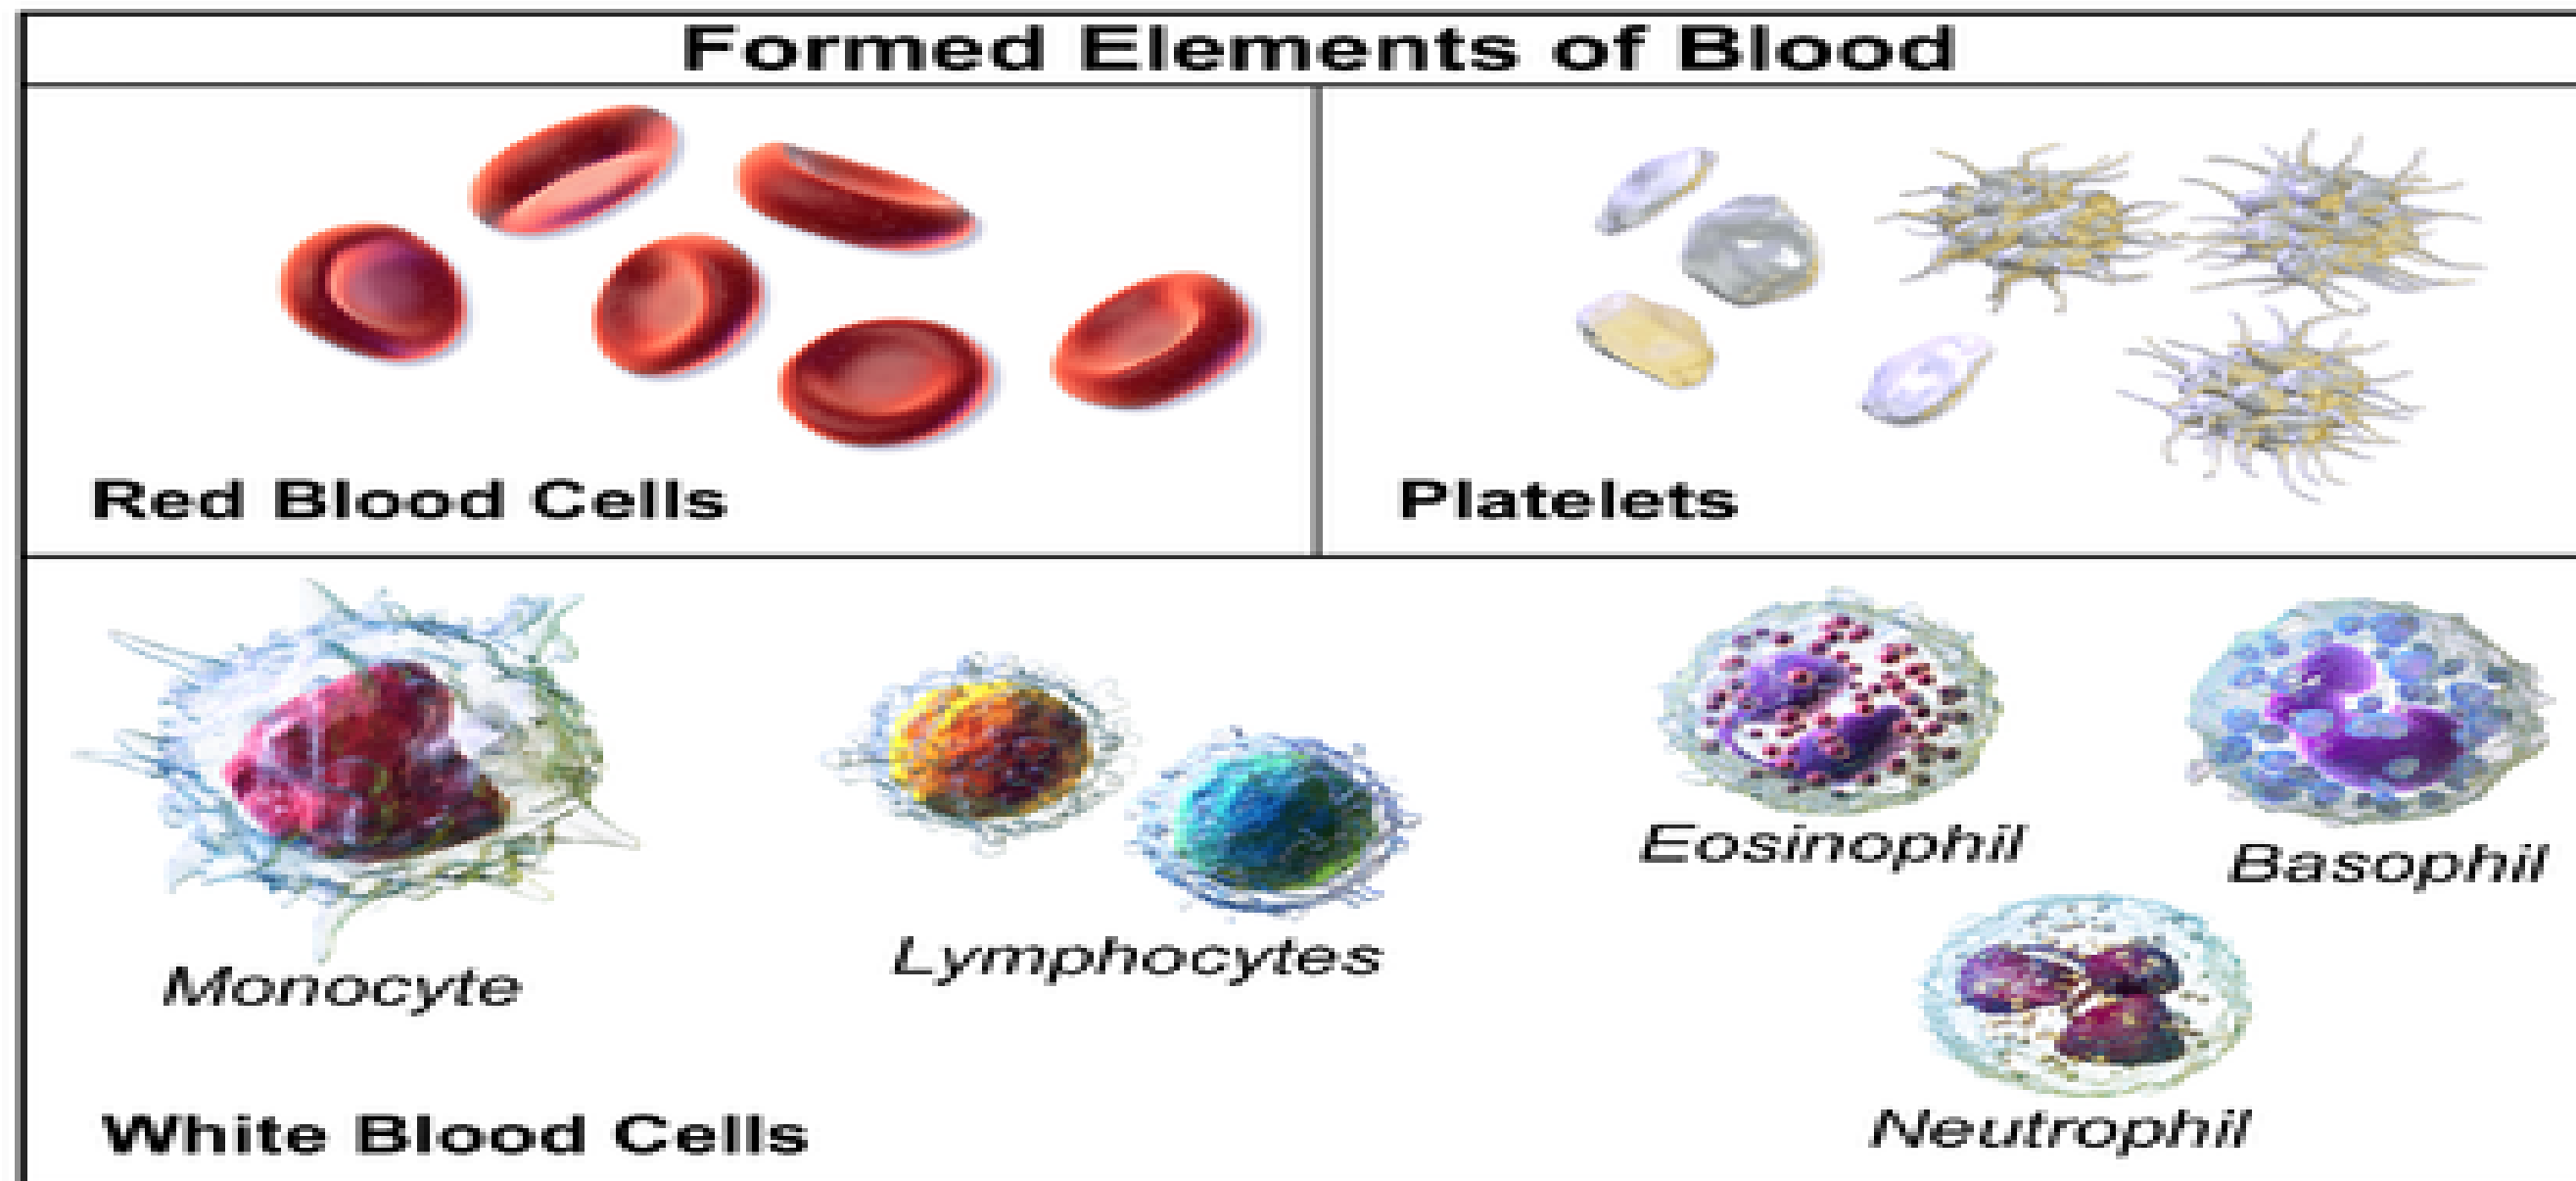 Formed Elements of Blood
Red Blood Cells
Platelets
Monocyte
Lymphocytes
Eosinophil
Basophil
Neutrophil
White Blood Cells